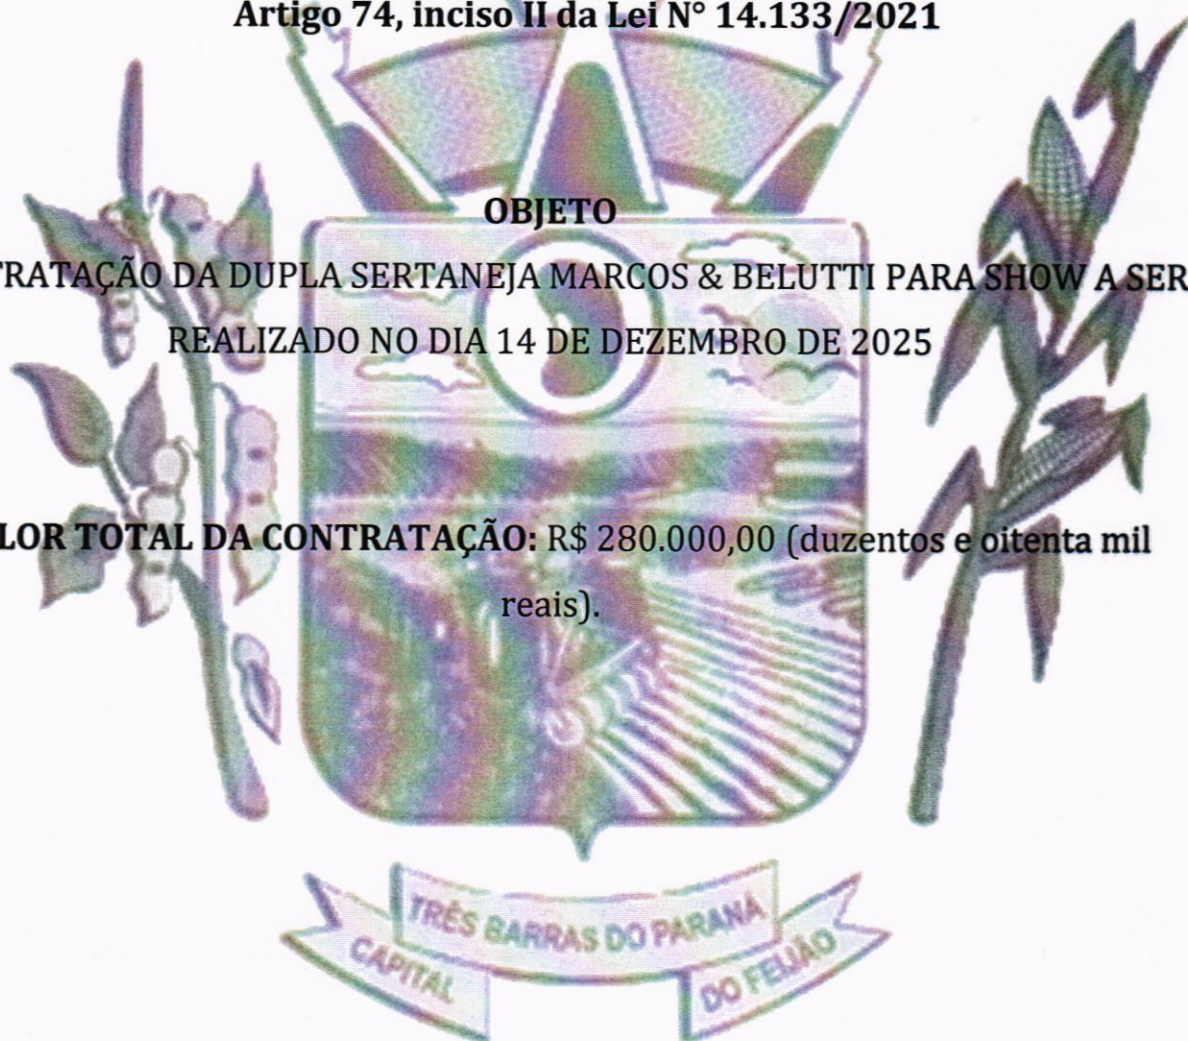 Artigo 74, inciso II da Lei N° 14.133/2021
OBJETO
TRATAÇÃO DA DUPLA SERTANEJA MARCOS & BELUTTI PARA SHOW A SER
REALIZADO NO DIA 14 DE DEZEMBRO DE 2025
LOR TOTAL DA CONTRATAÇÃO: R$ 280.000,00 (duzentos e oitenta mil
reais).
TRÊS BARRAS DO PARANÁ
CAPITAL DO FEIJÃO